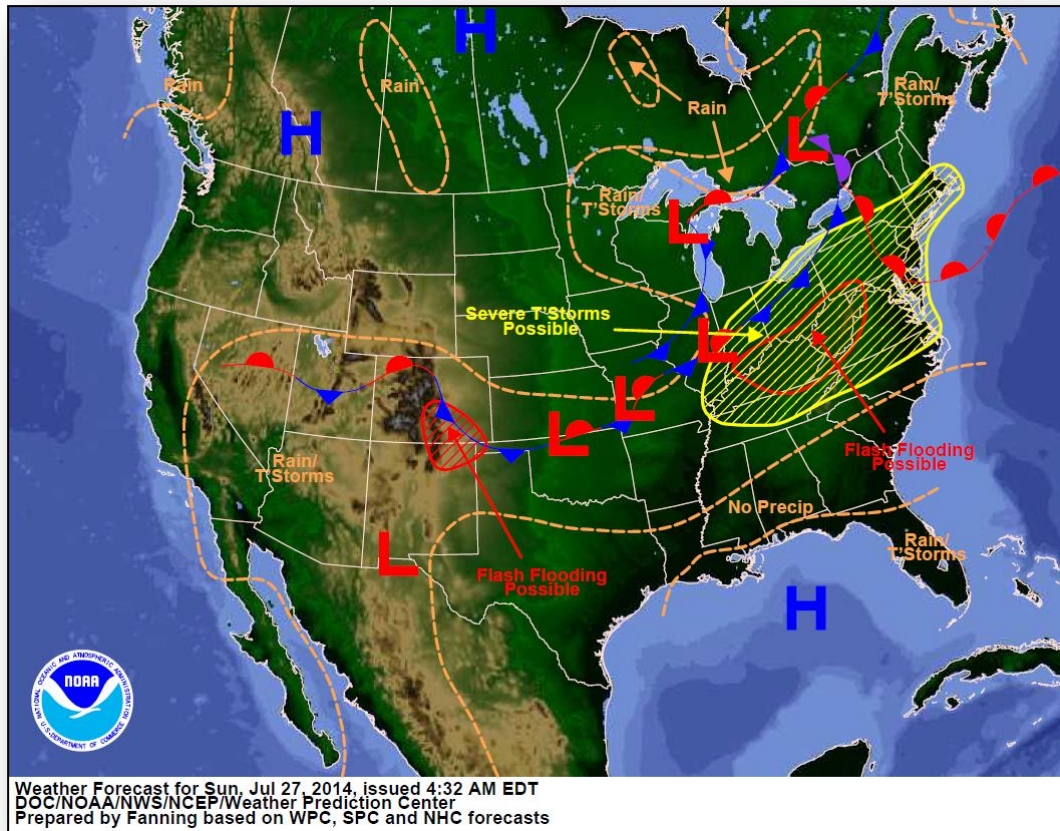 H
Rain
Rain
H
Rain
L
Rain/
T'Storms
Rain/
T'Storms
L
Severe T'Storms
Possible
L
L
L
Flash Flooding
Possible
Rain/
T'Storms
No Precip
L
Rain/
T'Storms
Flash Flooding
Possible
H
NATIONAL OCEANIC AND ATMOSPHERIC ADMINISTRATION
NOAA
U.S. DEPARTMENT OF COMMERCE
Weather Forecast for Sun, Jul 27, 2014, issued 4:32 AM EDT
DOC/NOAA/NWS/NCEP/Weather Prediction Center
Prepared by Fanning based on WPC, SPC and NHC forecasts